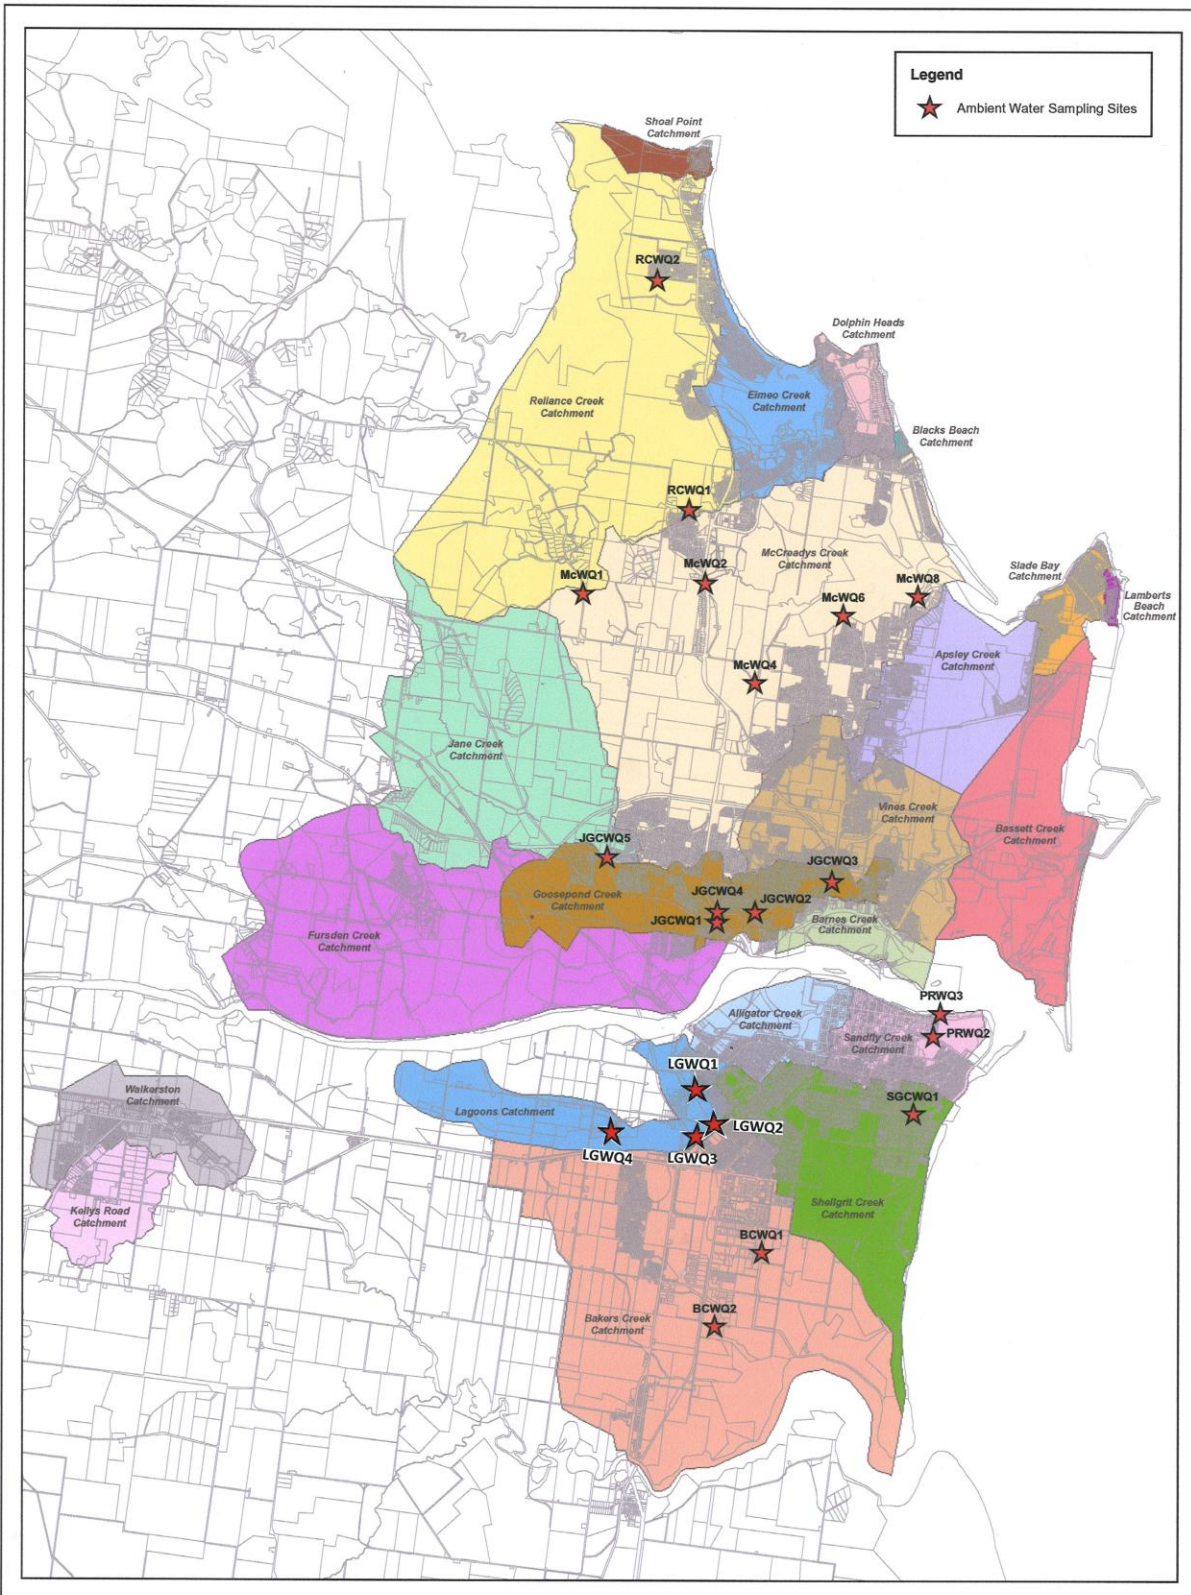 Legend
Ambient Water Sampling Sites
Shoal Point
Catchment
RCWQ2
Dolphin Heads
Catchment
Reliance Creek
Catchment
Eimeo Creek
Catchment
Blacks Beach
Catchment
RCWQ1
McCreadys Creek
Catchment
McWQ1
McWQ2
McWQ6
McWQ8
Slade Bay
Catchment
Lamberts
Beach
Catchment
McWQ4
Apsley Creek
Catchment
Jane Creek
Catchment
Vines Creek
Catchment
Bassett Creek
Catchment
JGCWQ5
JGCWQ3
Goosepond Creek
Catchment
JGCWQ4
JGCWQ2
JGCWQ1
Barnes Creek
Catchment
Fursden Creek
Catchment
PRWQ3
PRWQ2
Alligator Creek
Catchment
Sandfly Creek
Catchment
LGWQ1
Walkerston
Catchment
SGCWQ1
Lagoons Catchment
LGWQ2
LGWQ4
LGWQ3
Kellys Road
Catchment
Shellgrit Creek
Catchment
BCWQ1
BCWQ2
Bakers Creek
Catchment